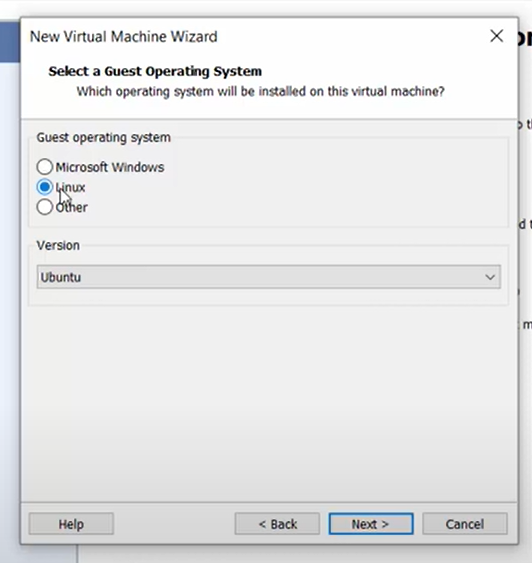 New Virtual Machine Wizard
Select a Guest Operating System
Which operating system will be installed on this virtual machine?
Guest operating system
Microsoft Windows
Linux
Other
Version
Ubuntu
Help
< Back
Next >
Cancel